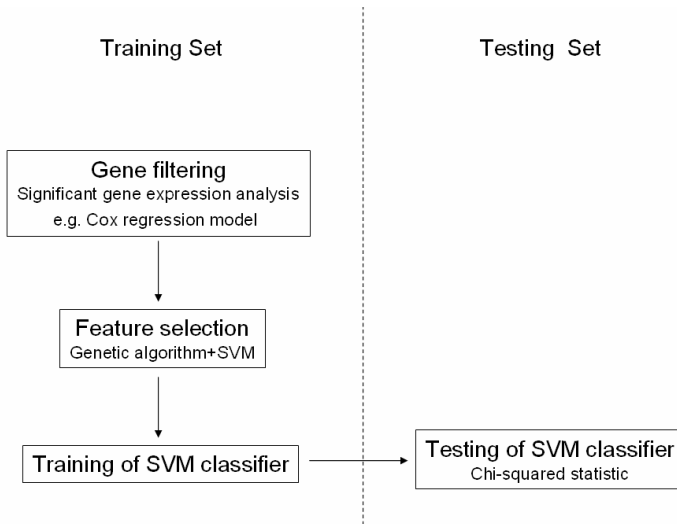 Training Set
Testing Set
Gene filtering
Significant gene expression analysis
e.g. Cox regression model
Feature selection
Genetic algorithm+SVM
Training of SVM classifier
Testing of SVM classifier
Chi-squared statistic